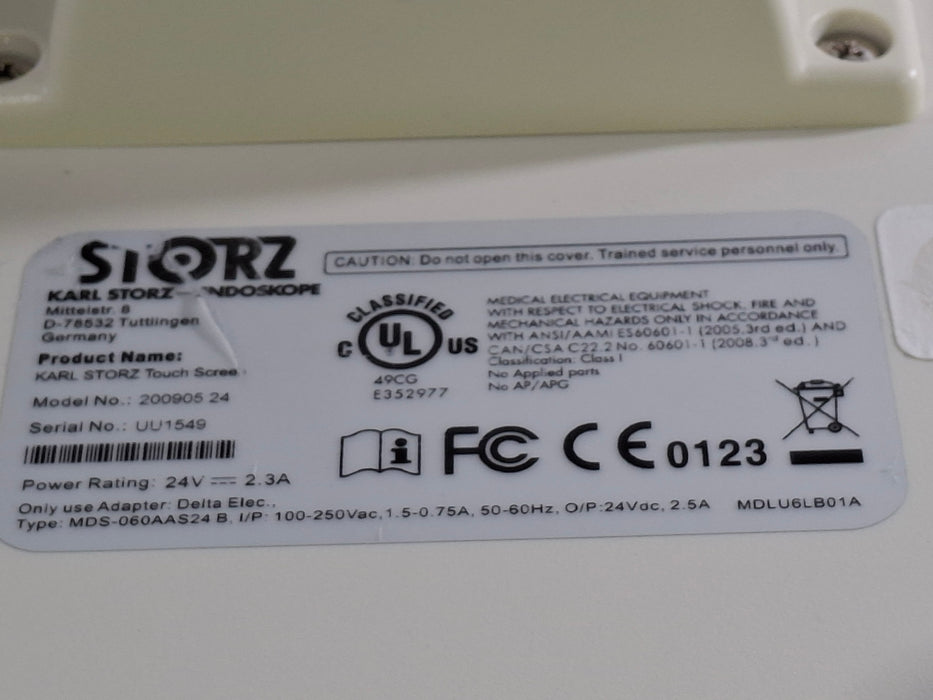 STORZ
KARL STORZ—ENDOSKOPE
Mittelstr. 8
D-78532 Tuttlingen
Germany
Product Name:
KARL STORZ Touch Scree
Model No.: 200905 24
Serial No.: UU1549
Power Rating: 24V ⎓ 2.3A
Only use Adapter: Delta Elec.,
Type: MDS-060AAS24 B, I/P: 100-250Vac,1.5-0.75A, 50-60Hz, O/P:24Vdc, 2.5A
MDLU6LB01A
CAUTION: Do not open this cover. Trained service personnel only.
CLASSIFIED
C UL US
49CG
E352977
MEDICAL ELECTRICAL EQUIPMENT
WITH RESPECT TO ELECTRICAL SHOCK, FIRE AND
MECHANICAL HAZARDS ONLY IN ACCORDANCE
WITH ANSI/AAMI ES60601-1 (2005,3rd ed.) AND
CAN/CSA C22.2 No. 60601-1 (2008.3rd ed.)
Classification: Class I
No Applied parts
No AP/APG
i FC CE 0123